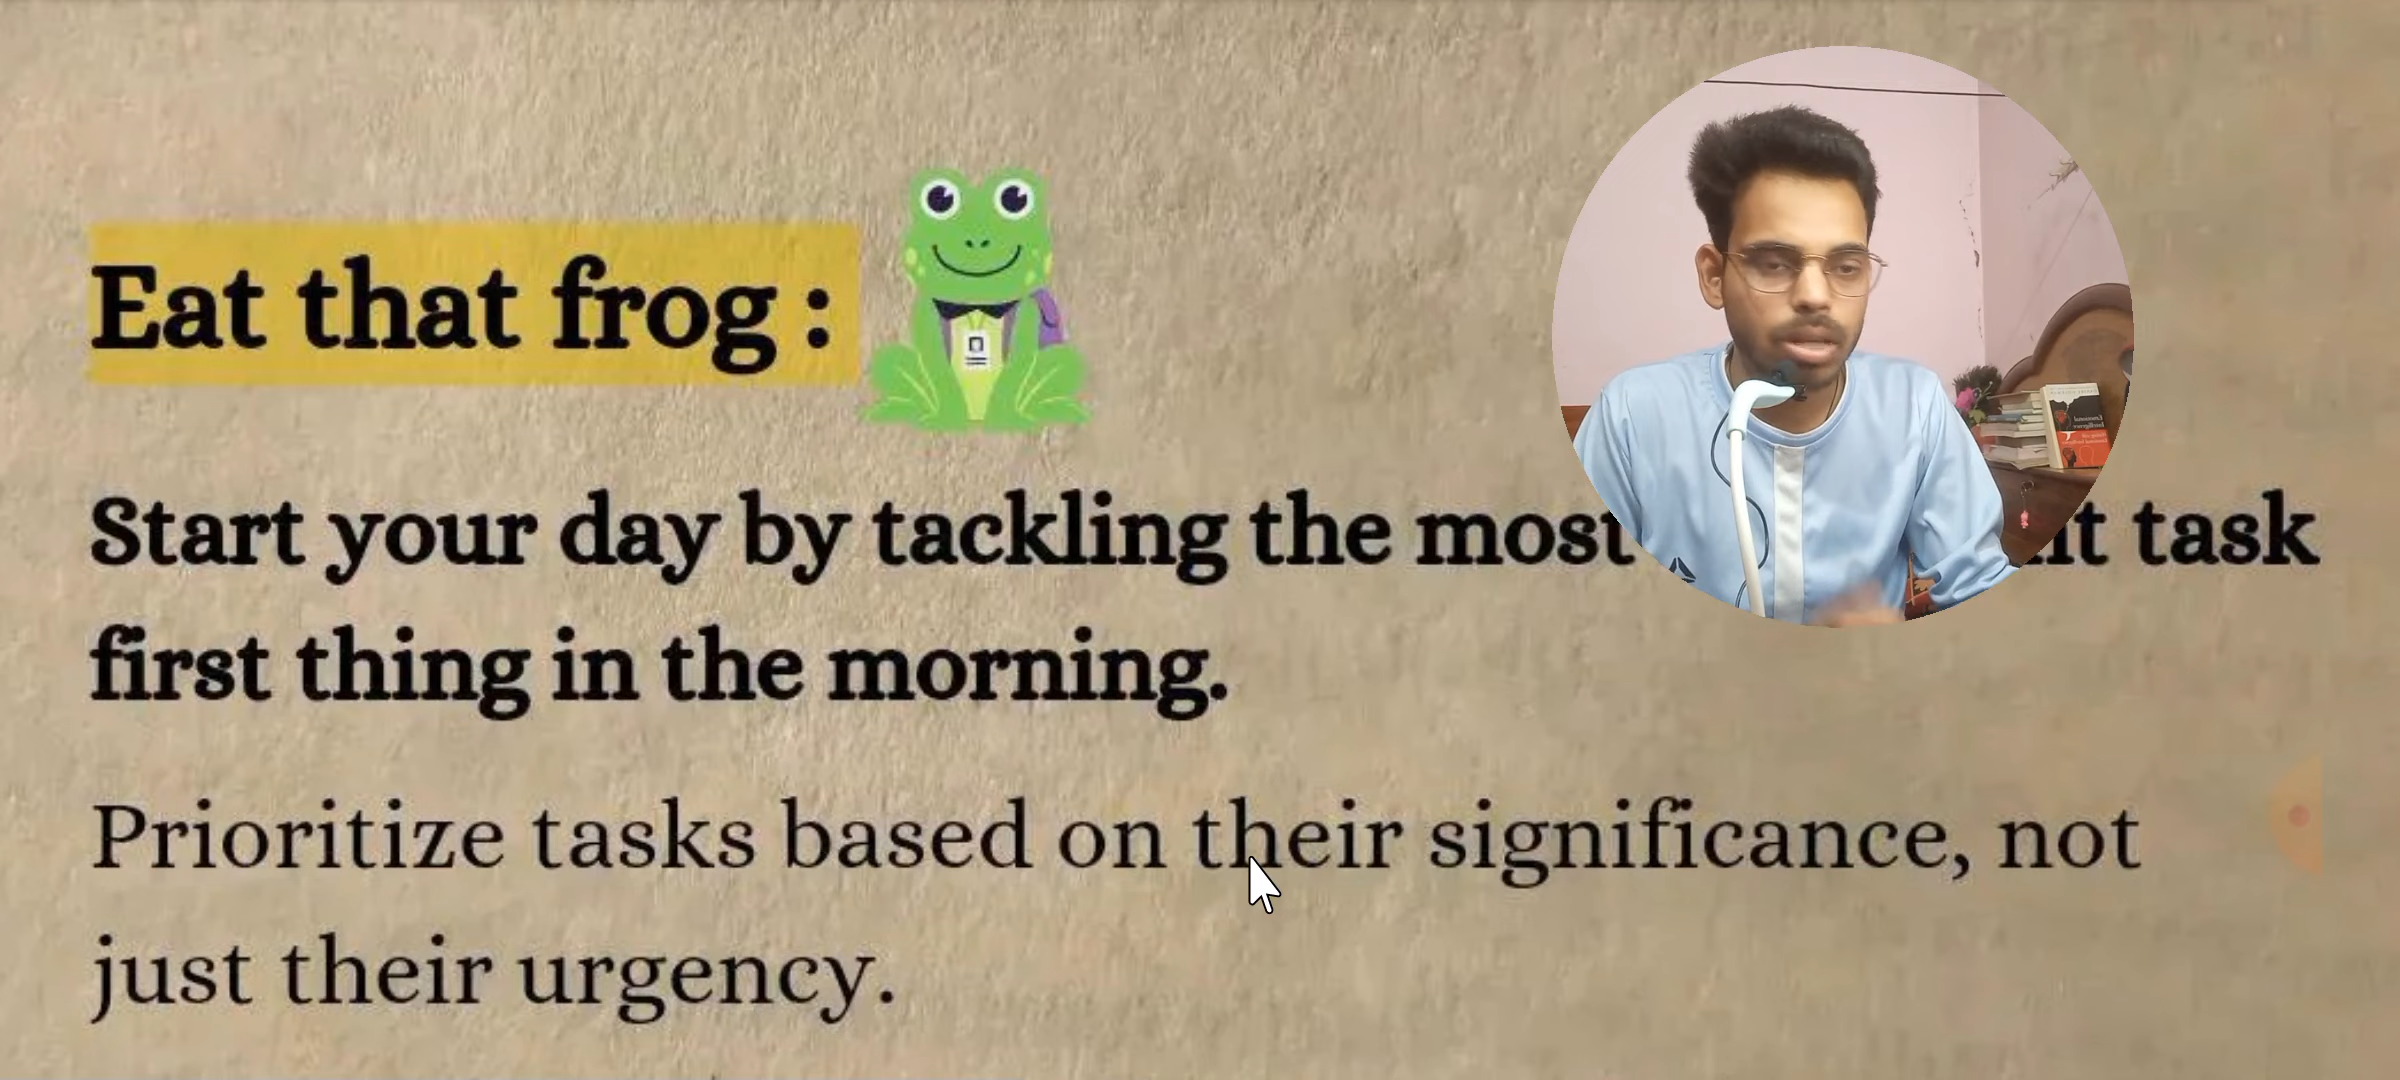 Eat that frog :
Start your day by tackling the most task
first thing in the morning.
Prioritize tasks based on their significance, not
just their urgency.